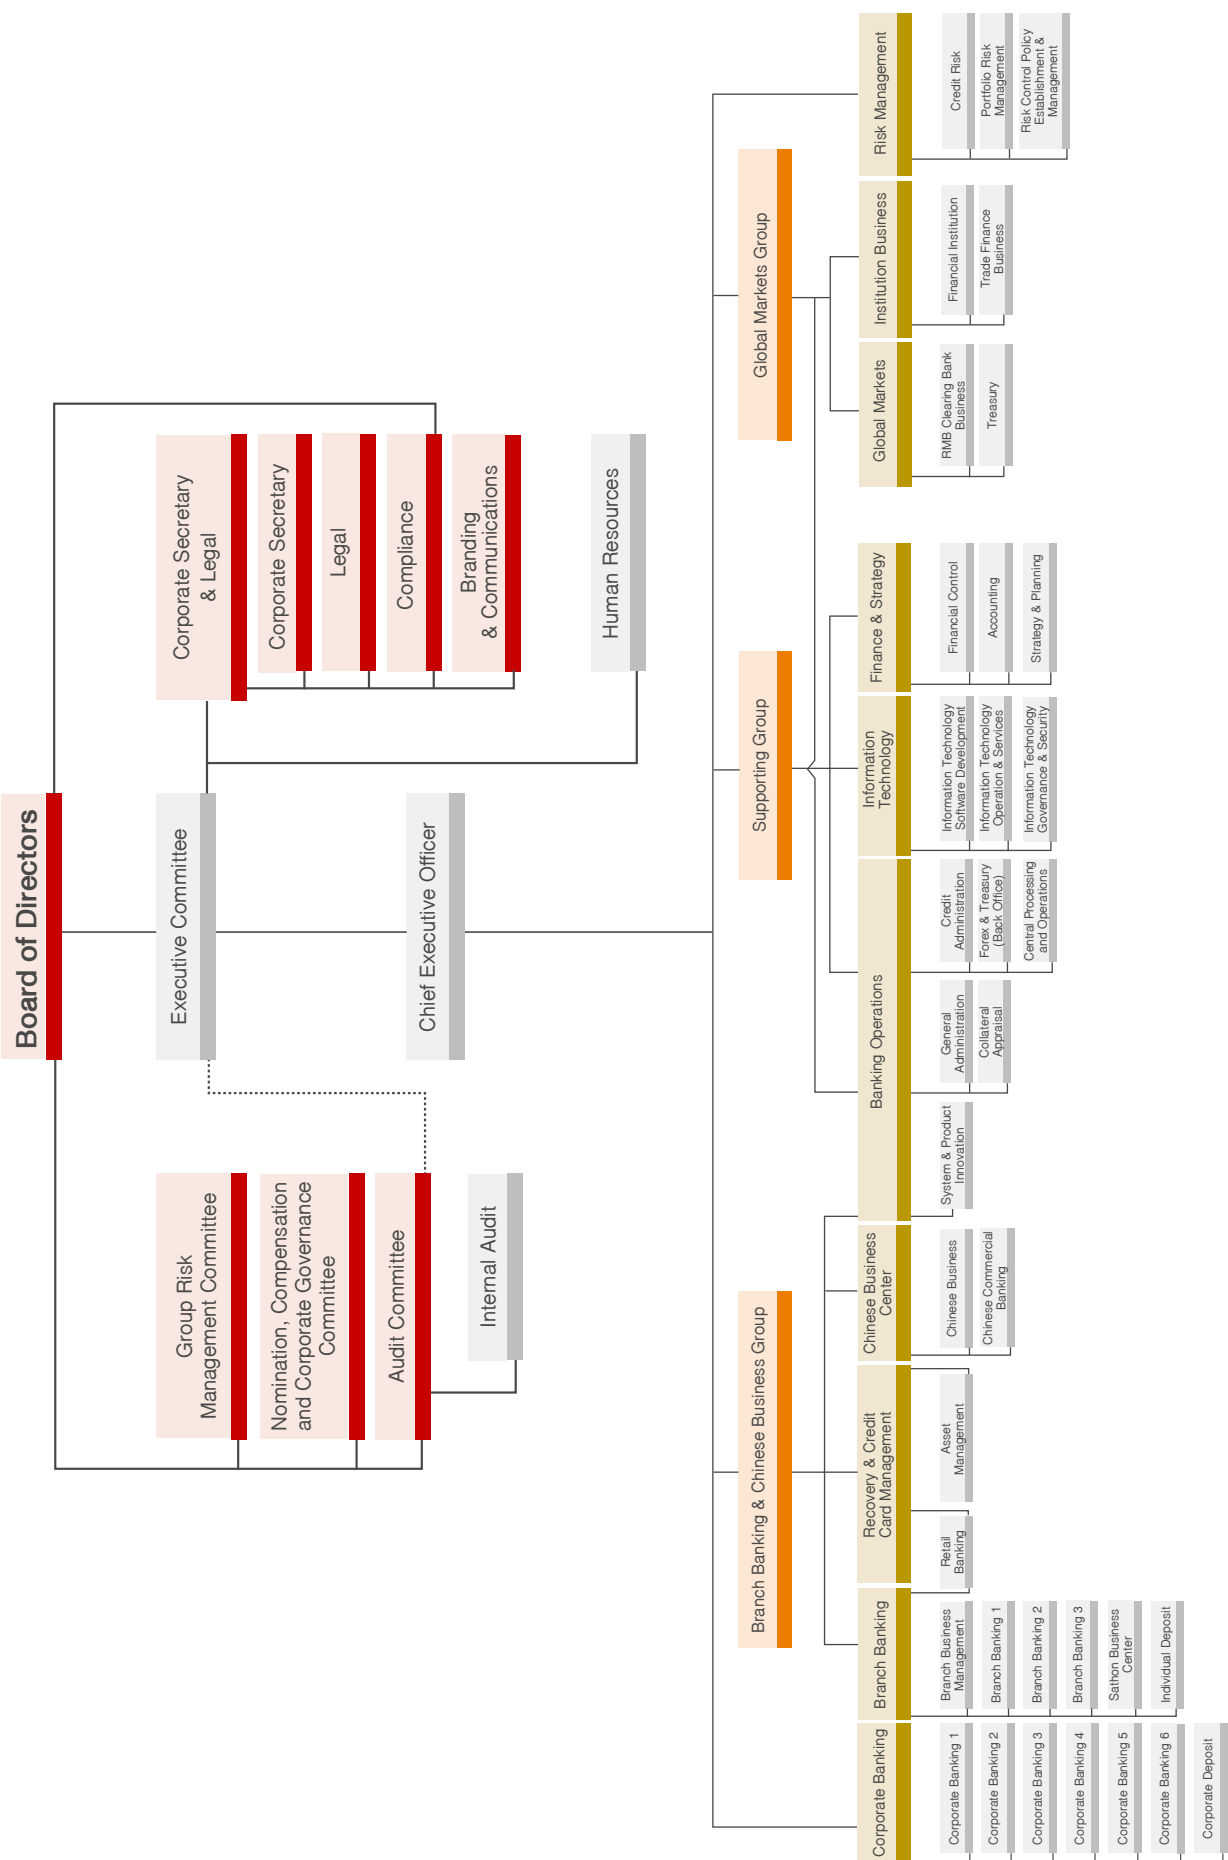 Board of Directors
Group Risk
Management Committee
Nomination, Compensation
and Corporate Governance
Committee
Audit Committee
Internal Audit
Executive Committee
Chief Executive Officer
Corporate Secretary
& Legal
Corporate Secretary
Legal
Compliance
Branding
& Communications
Human Resources
Branch Banking & Chinese Business Group
Supporting Group
Global Markets Group
Corporate Banking
Corporate Banking 1
Corporate Banking 2
Corporate Banking 3
Corporate Banking 4
Corporate Banking 5
Corporate Banking 6
Corporate Deposit
Branch Banking
Branch Business
Management
Branch Banking 1
Branch Banking 2
Branch Banking 3
Sathon Business
Center
Individual Deposit
Recovery & Credit
Card Management
Retail
Banking
Asset
Management
Chinese Business
Center
Chinese Business
Chinese Commercial
Banking
Banking Operations
System & Product
Innovation
General
Administration
Collateral
Appraisal
Credit
Administration
Forex & Treasury
(Back Office)
Central Processing
and Operations
Information
Technology
Information Technology
Software Development
Information Technology
Operation & Services
Information Technology
Governance & Security
Finance & Strategy
Financial Control
Accounting
Strategy & Planning
Global Markets
RMB Clearing Bank
Business
Treasury
Institution Business
Financial Institution
Trade Finance
Business
Risk Management
Credit Risk
Portfolio Risk
Management
Risk Control Policy
Establishment &
Management